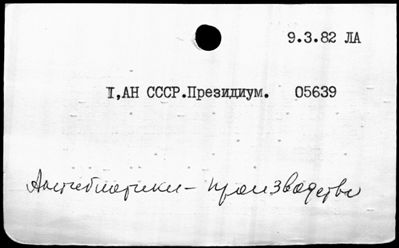 9.3.82 ЛА
I,АН СССР.Президиум. 05639
Антибиотики - производство